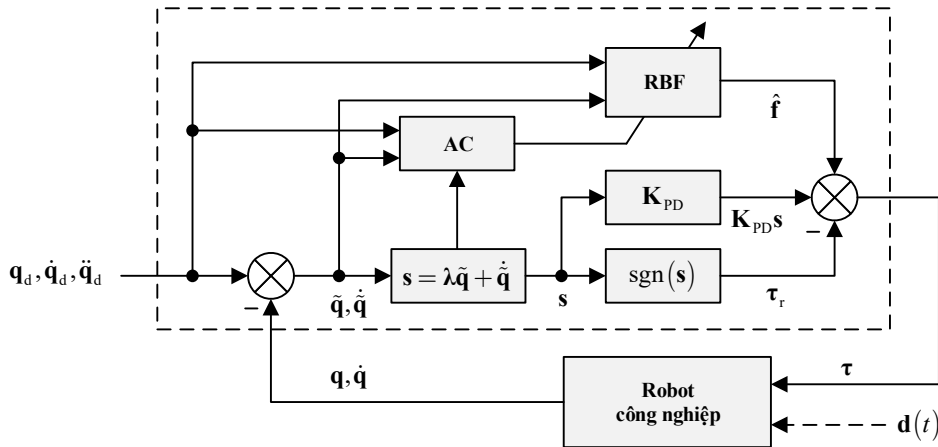 RBF
f̂
AC
K_PD
K_PD s
−
q_d, q̇_d, q̈_d
s = λq̃ + q̃̇
sgn(s)
−
q̃, q̃̇
s
τ_r
q, q̇
Robot
công nghiệp
τ
d(t)